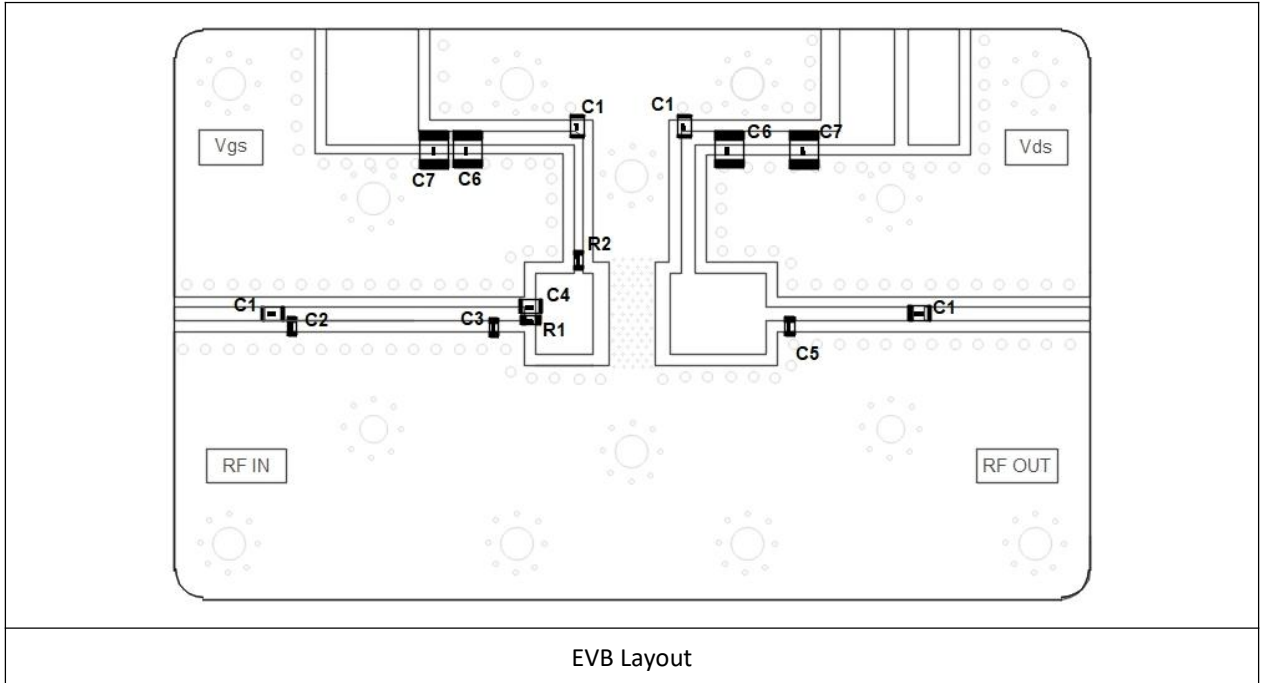 C1 C1
C6 C7
Vgs Vds
C7 C6
R2
C1 C4 C1
C2 C3
R1
C5
RF IN RF OUT
EVB Layout